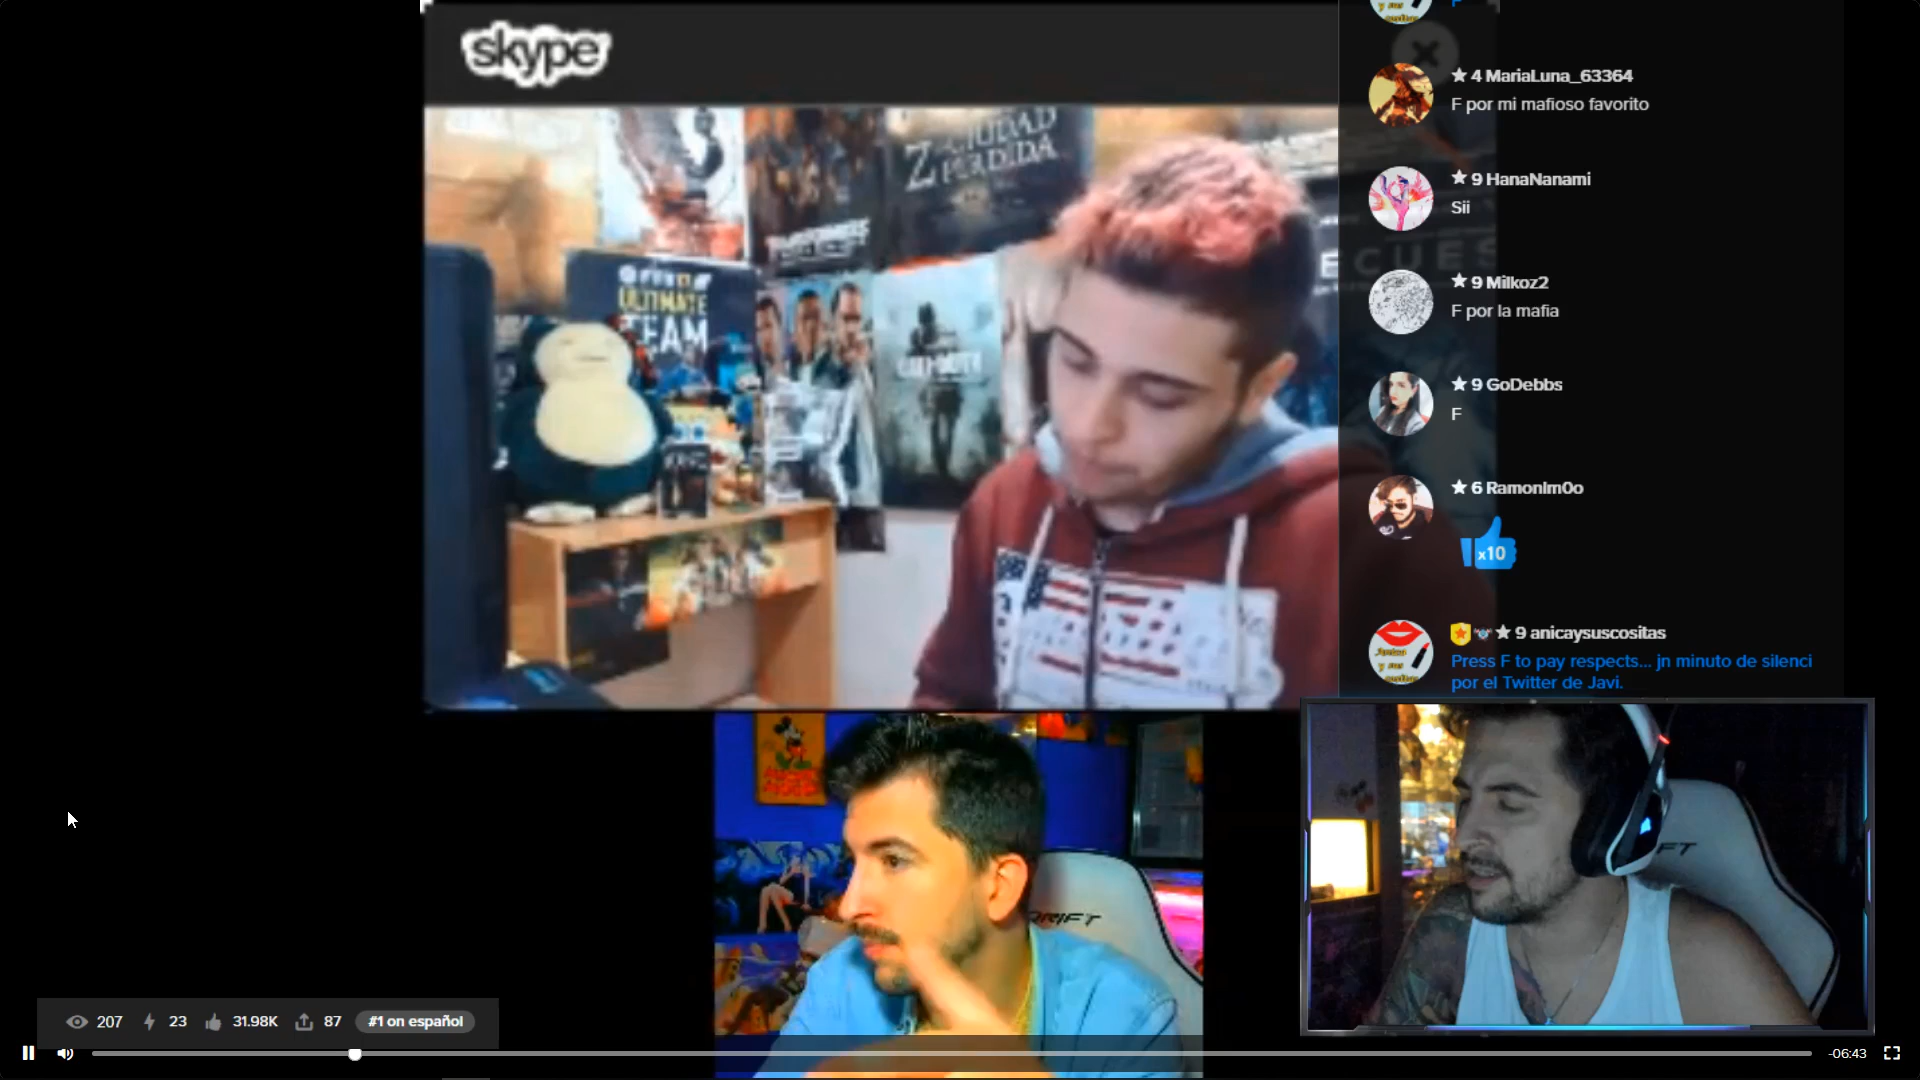 skype
Z CIUDAD
PERDIDA
ULTIMATE
TEAM
CUES
F
★ 4 MariaLuna_63364
F por mi mafioso favorito
★ 9 HanaNanami
Sii
★ 9 Milkoz2
F por la mafia
★ 9 GoDebbs
F
★ 6 RamonIm0o
x10
★ 9 anicaysuscositas
Press F to pay respects... jn minuto de silenci
por el Twitter de Javi.
DRIFT
207
23
31.98K
87
#1 on español
-06:43